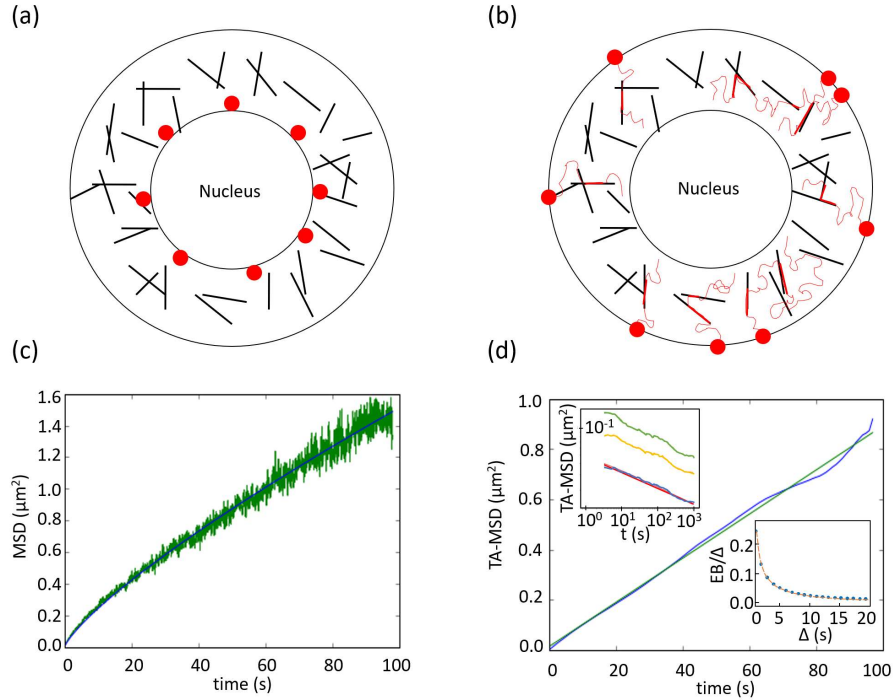 (a)
(b)
Nucleus
Nucleus
(c)
MSD (μm²)
1.6
1.4
1.2
1.0
0.8
0.6
0.4
0.2
0.0
0 20 40 60 80 100
time (s)
(d)
TA-MSD (μm²)
1.0
0.8
0.6
0.4
0.2
0.0
0 20 40 60 80 100
time (s)
TA-MSD (μm²)
10⁻¹
10⁰ 10¹ 10² 10³
t (s)
EB/Δ
0.2
0.1
0.0
0 5 10 15 20
Δ (s)